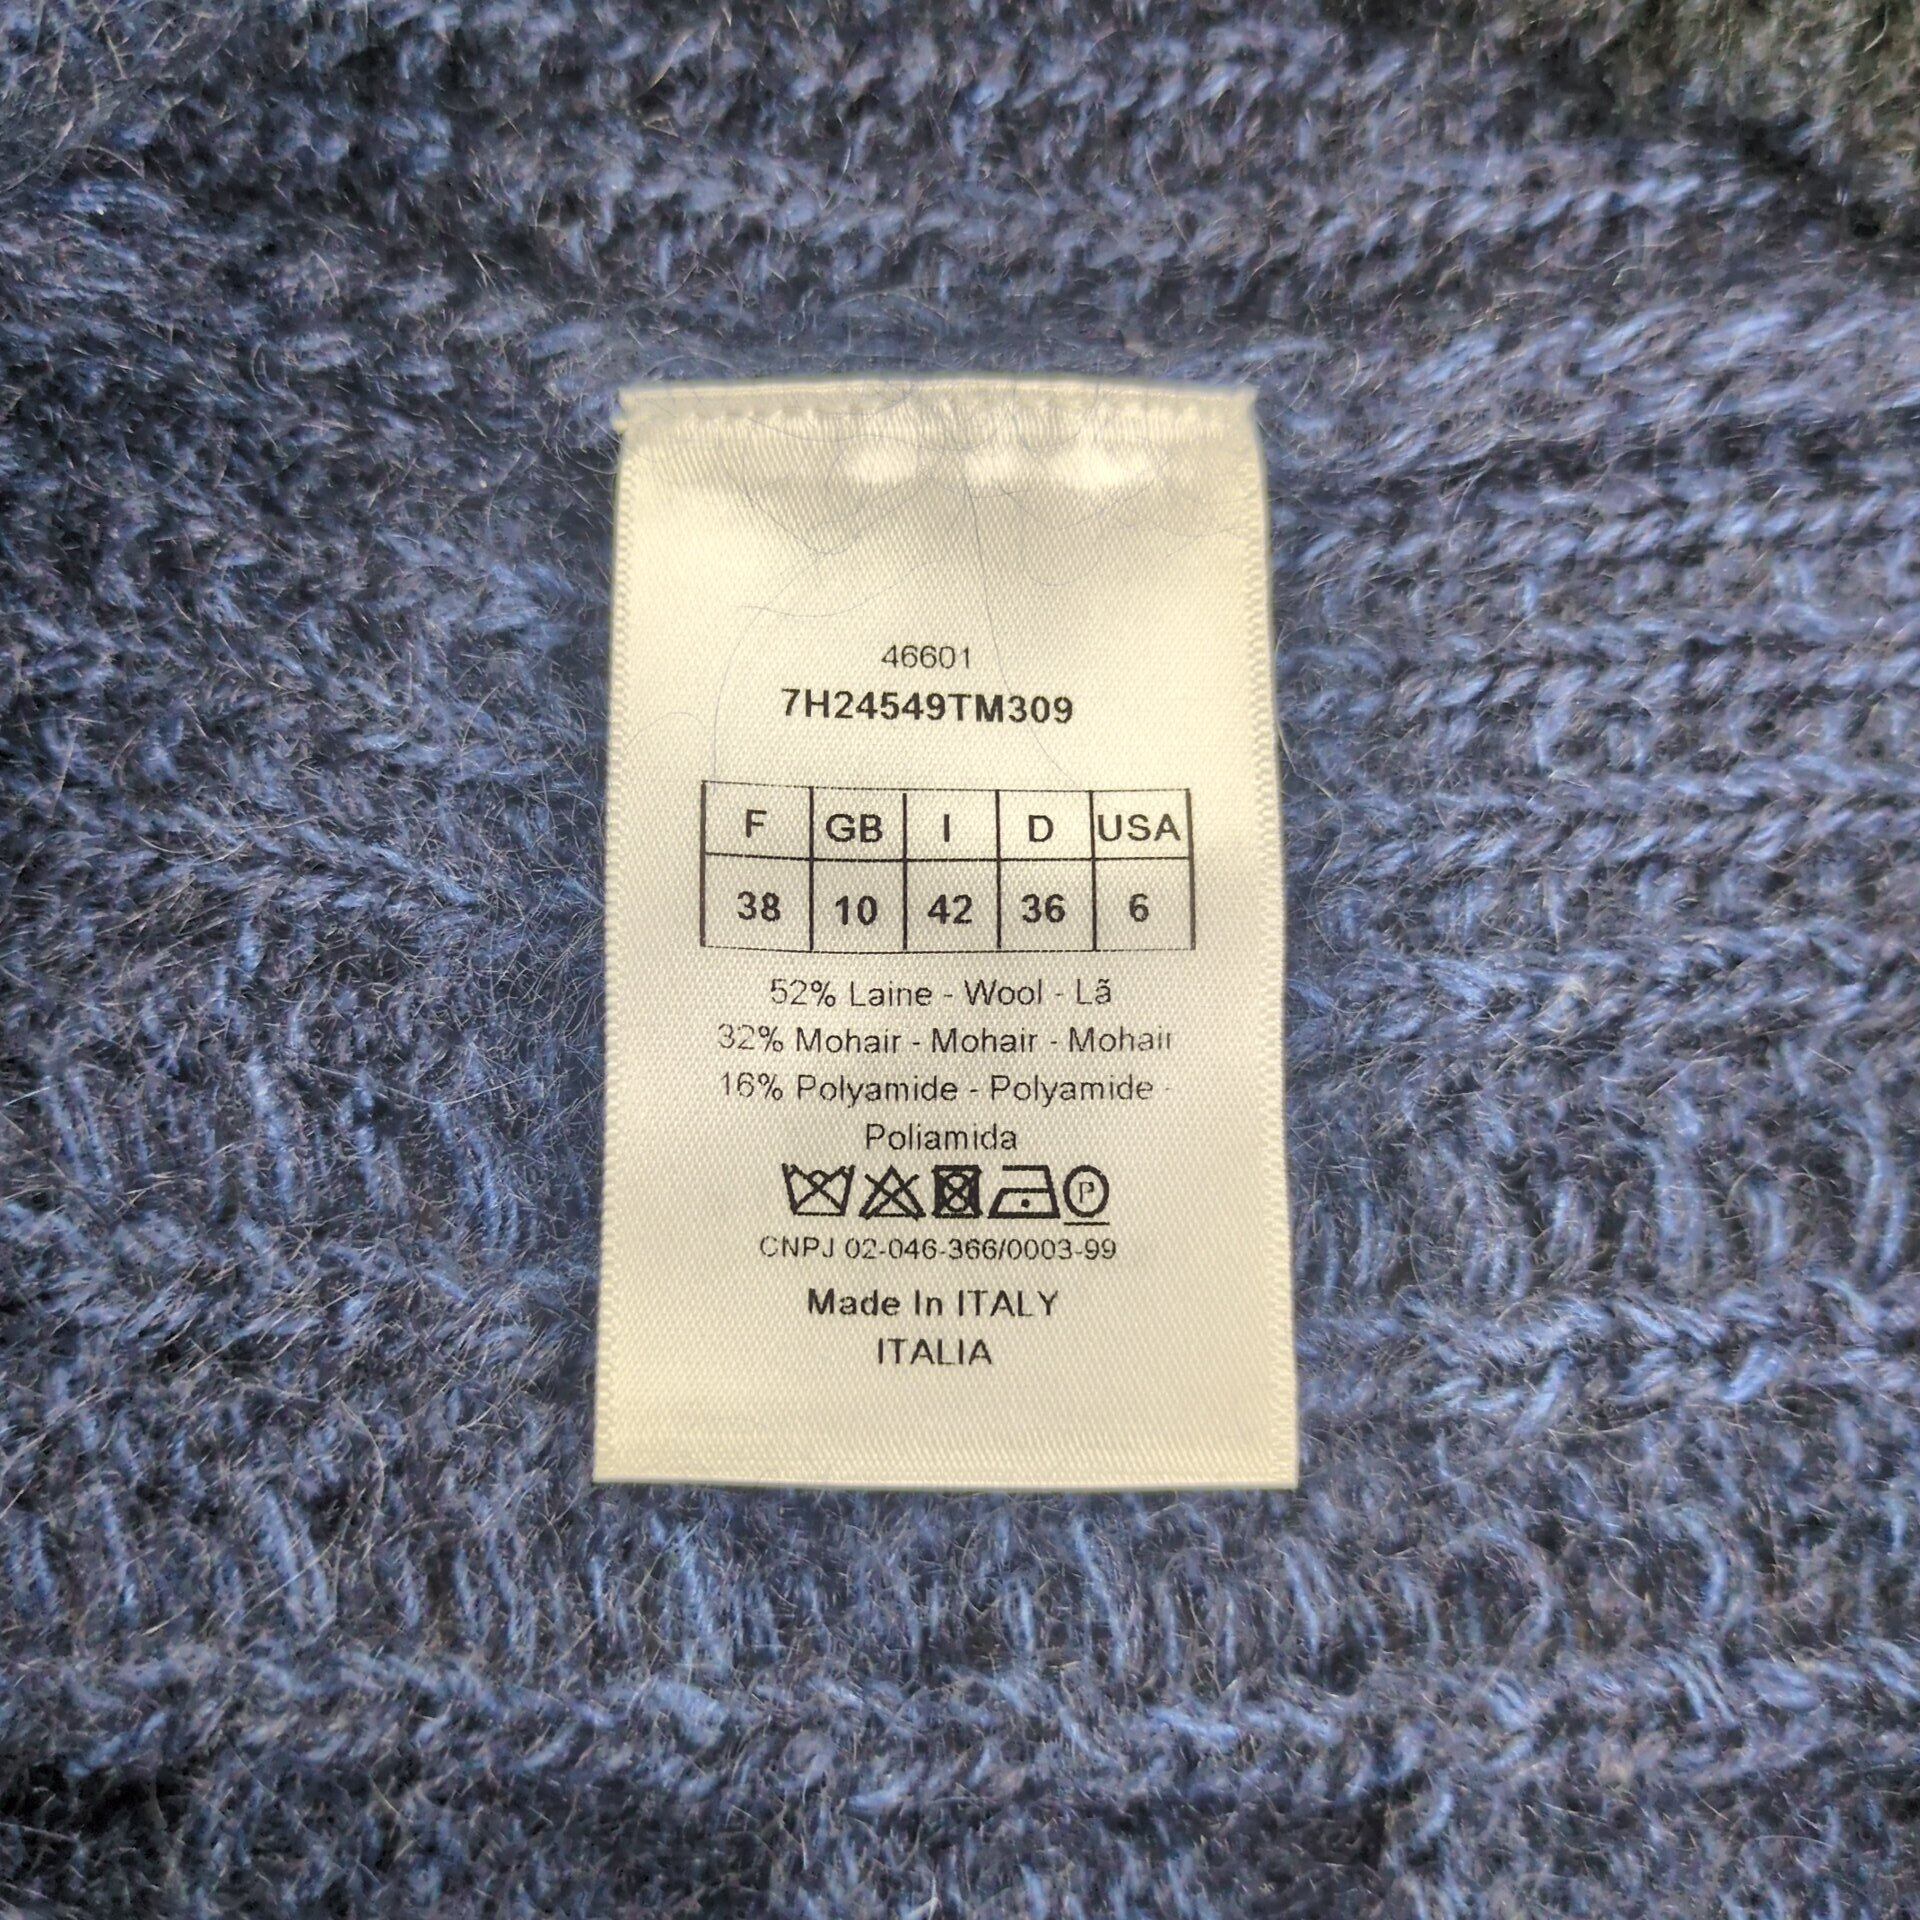 46601
7H24549TM309
F GB I D USA
38 10 42 36 6
52% Laine - Wool - Lã
32% Mohair - Mohair - Mohair
16% Polyamide - Polyamide -
Poliamida
P
CNPJ 02-046-366/0003-99
Made In ITALY
ITALIA